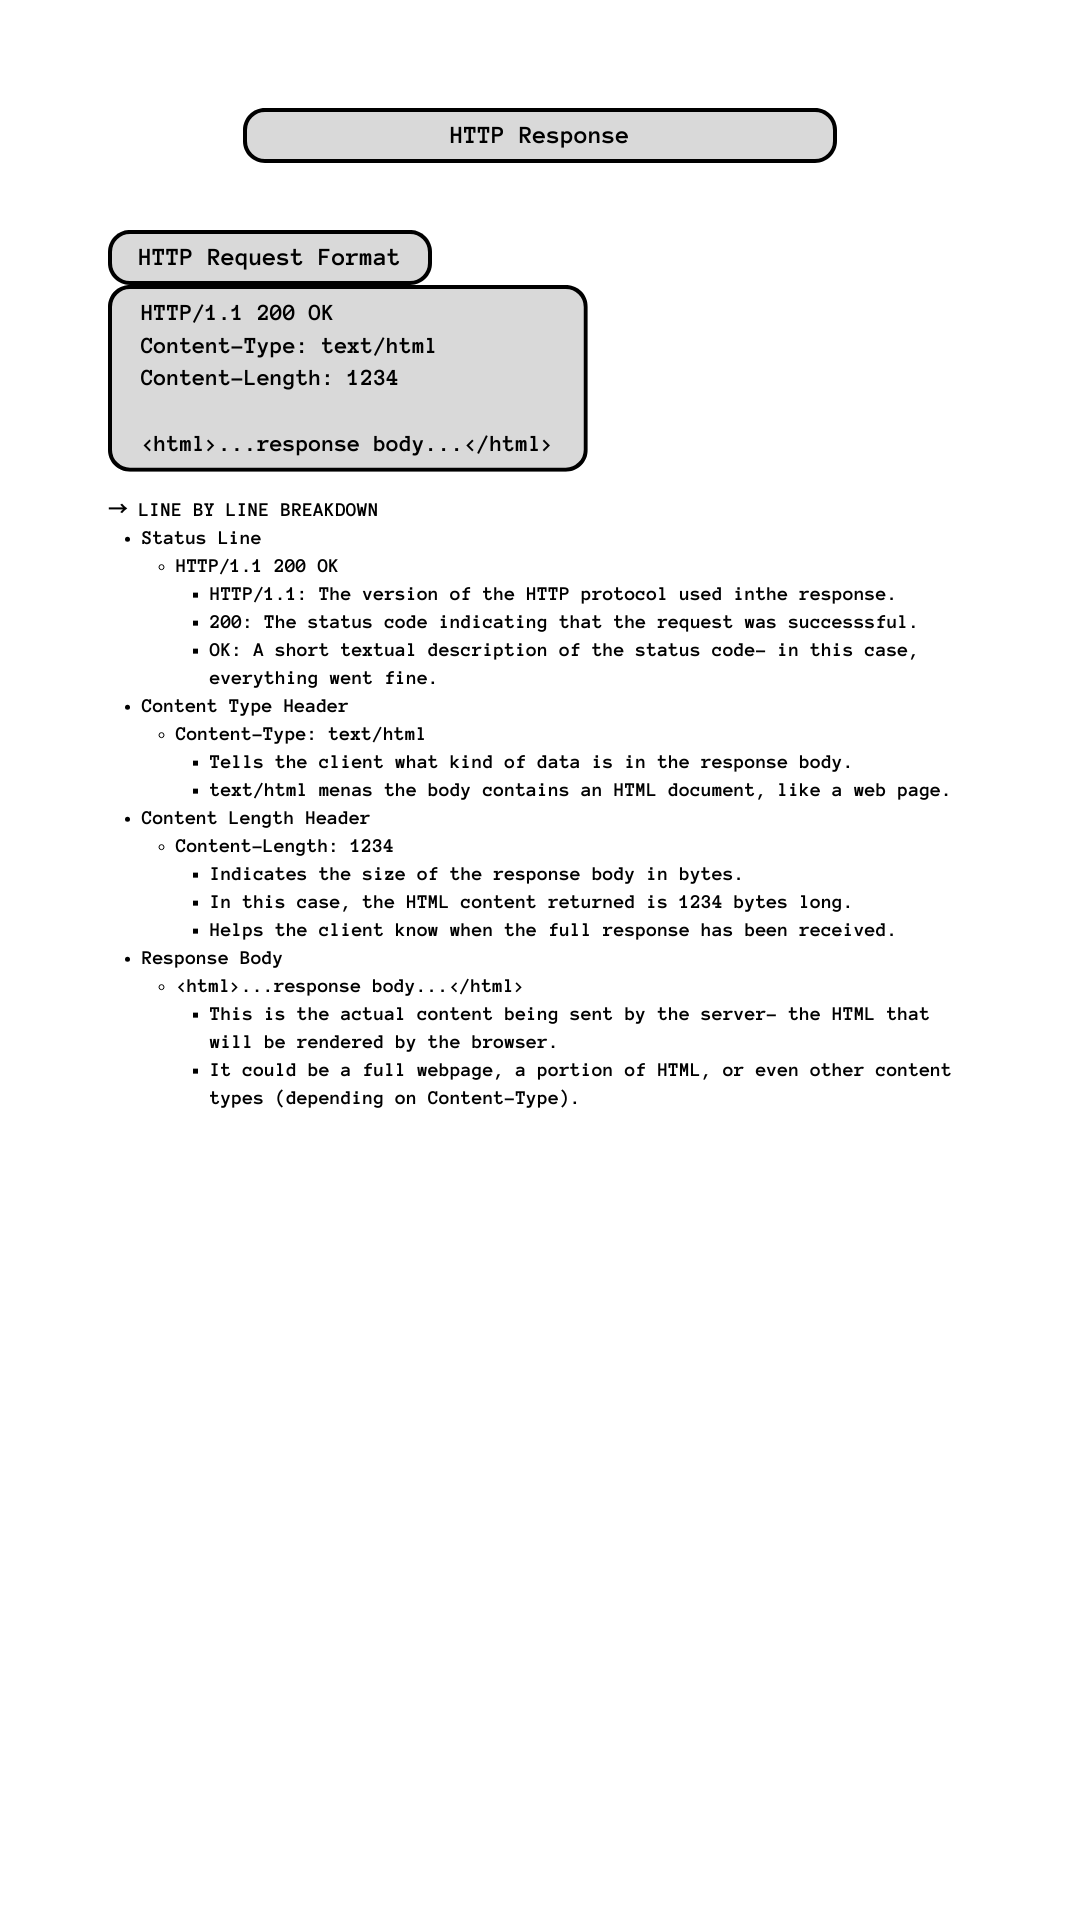 HTTP Response
HTTP Request Format
HTTP/1.1 200 OK
Content-Type: text/html
Content-Length: 1234
<html>...response body...</html>
→ LINE BY LINE BREAKDOWN
• Status Line
◦ HTTP/1.1 200 OK
▪ HTTP/1.1: The version of the HTTP protocol used inthe response.
▪ 200: The status code indicating that the request was successsful.
▪ OK: A short textual description of the status code- in this case,
everything went fine.
• Content Type Header
◦ Content-Type: text/html
▪ Tells the client what kind of data is in the response body.
▪ text/html menas the body contains an HTML document, like a web page.
• Content Length Header
◦ Content-Length: 1234
▪ Indicates the size of the response body in bytes.
▪ In this case, the HTML content returned is 1234 bytes long.
▪ Helps the client know when the full response has been received.
• Response Body
◦ <html>...response body...</html>
▪ This is the actual content being sent by the server- the HTML that
will be rendered by the browser.
▪ It could be a full webpage, a portion of HTML, or even other content
types (depending on Content-Type).